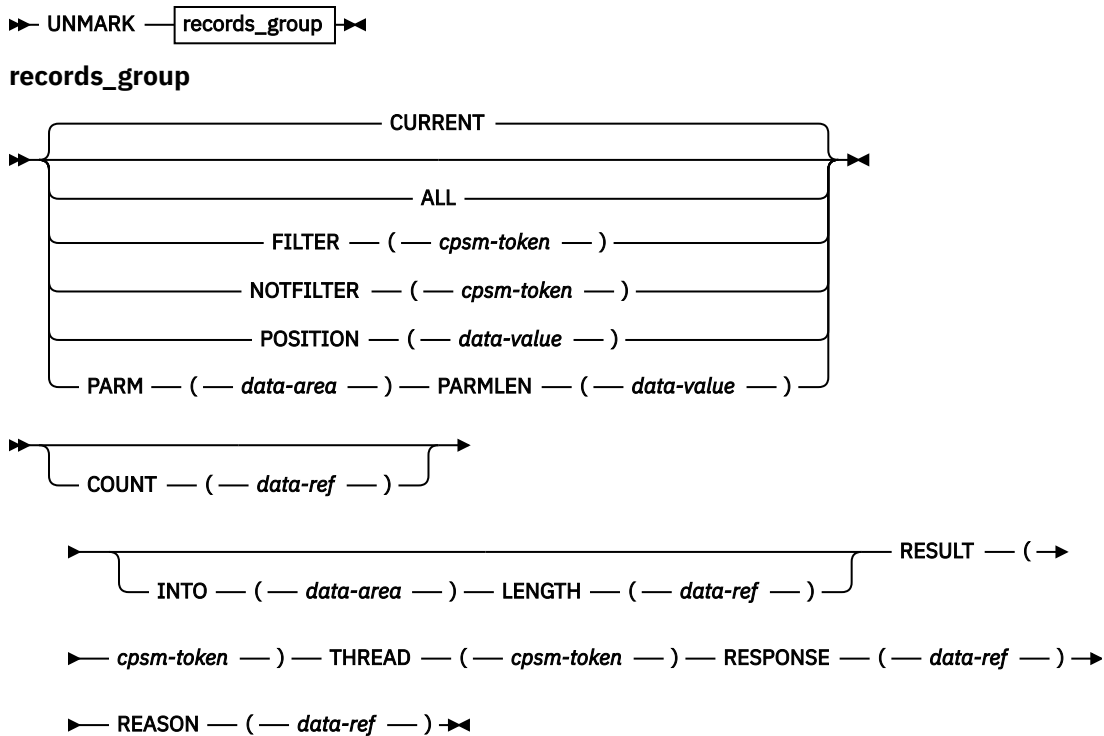 UNMARK records_group
records_group
CURRENT
ALL
FILTER ( cpsm-token )
NOTFILTER ( cpsm-token )
POSITION ( data-value )
PARM ( data-area ) PARMLEN ( data-value )
COUNT ( data-ref )
RESULT (
INTO ( data-area ) LENGTH ( data-ref )
cpsm-token ) THREAD ( cpsm-token ) RESPONSE ( data-ref )
REASON ( data-ref )